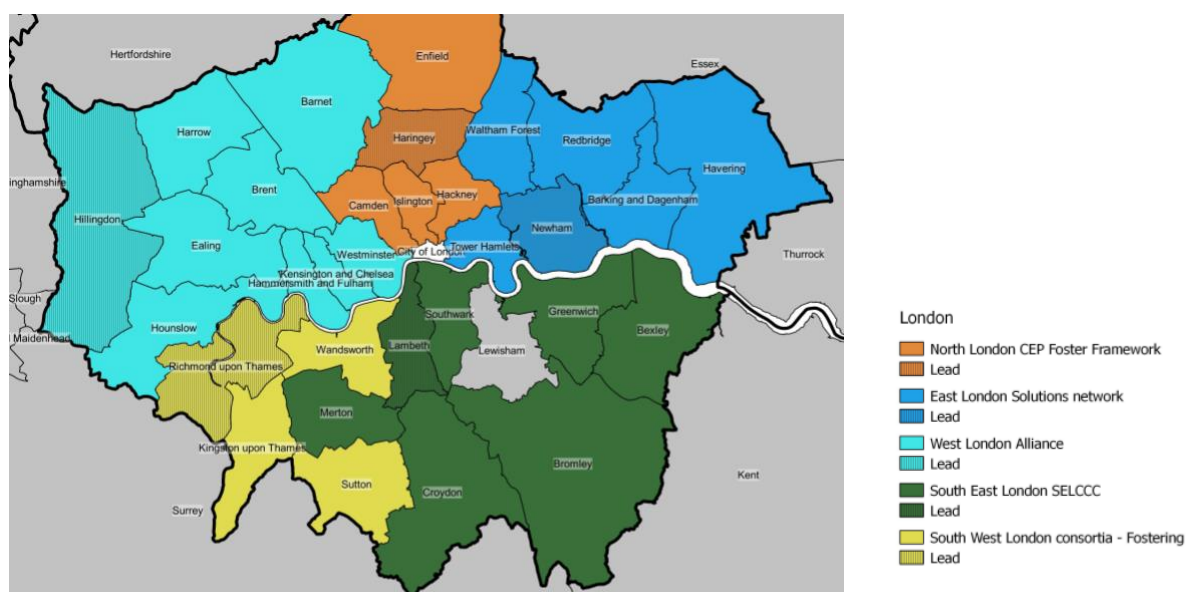 Hertfordshire
Enfield
Essex
Barnet
Harrow
Haringey
Waltham Forest
Redbridge
Havering
inghamshire
Brent
Hackney
Islington
Camden
Barking and Dagenham
Hillingdon
Newham
Ealing
Westminster
City of London
Tower Hamlets
Thurrock
Kensington and Chelsea
Hammersmith and Fulham
Slough
Hounslow
Southwark
Greenwich
Bexley
Maidenhead
Wandsworth
Lambeth
Lewisham
Richmond upon Thames
Merton
Kingston upon Thames
Bromley
Kent
Sutton
Croydon
Surrey
London
North London CEP Foster Framework
Lead
East London Solutions network
Lead
West London Alliance
Lead
South East London SELCCC
Lead
South West London consortia - Fostering
Lead